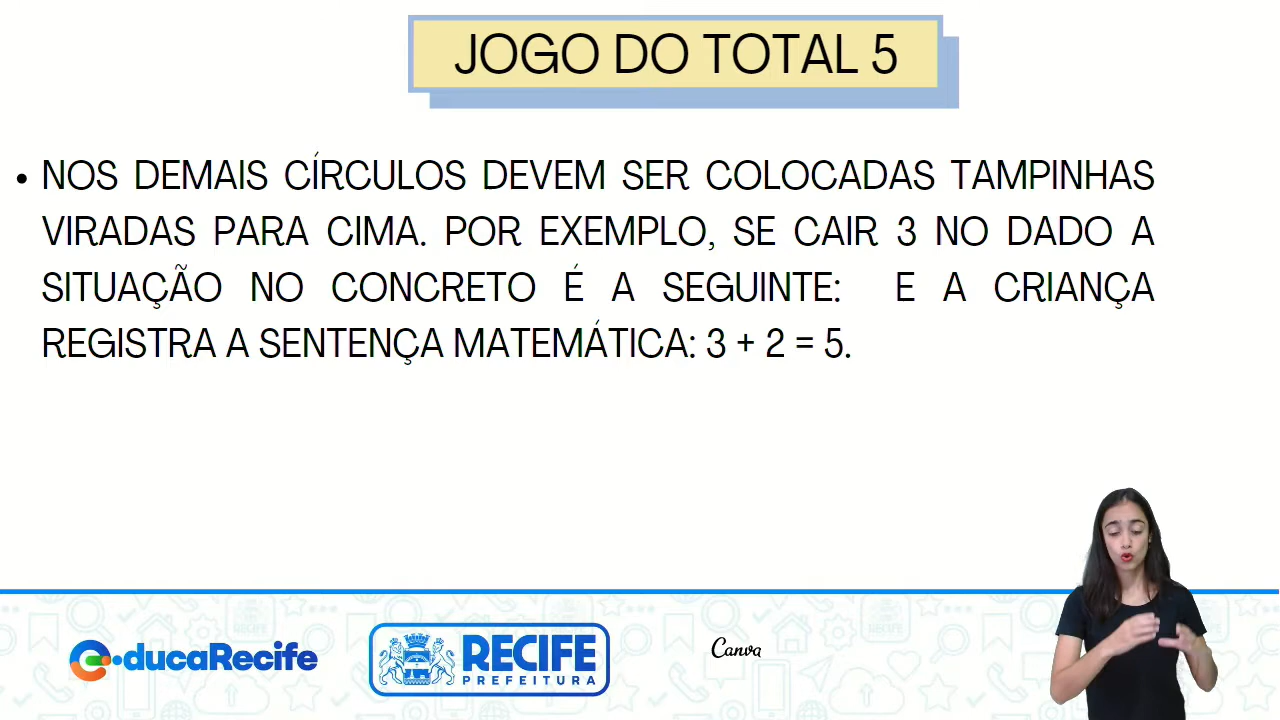 JOGO DO TOTAL 5
• NOS DEMAIS CÍRCULOS DEVEM SER COLOCADAS TAMPINHAS
VIRADAS PARA CIMA. POR EXEMPLO, SE CAIR 3 NO DADO A
SITUAÇÃO NO CONCRETO É A SEGUINTE: E A CRIANÇA
REGISTRA A SENTENÇA MATEMÁTICA: 3 + 2 = 5.
educaRecife
RECIFE
PREFEITURA
Canva